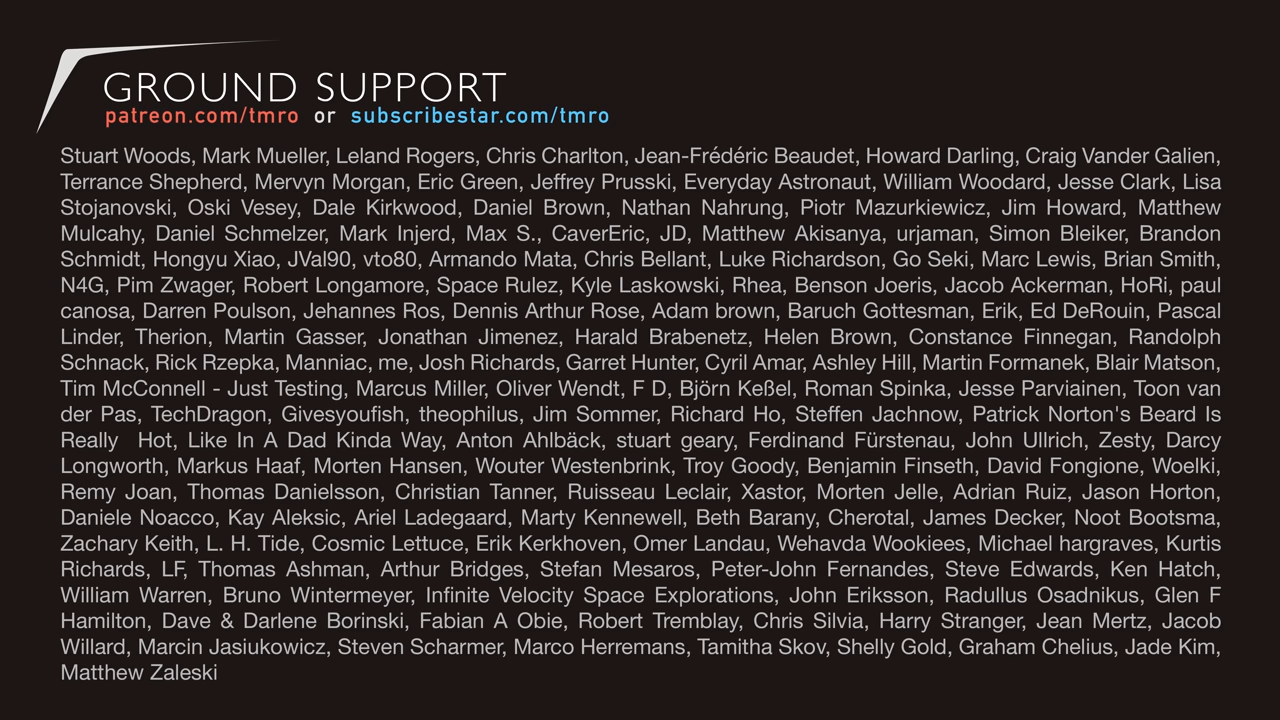 GROUND SUPPORT
patreon.com/tmro or subscribestar.com/tmro
Stuart Woods, Mark Mueller, Leland Rogers, Chris Charlton, Jean-Frédéric Beaudet, Howard Darling, Craig Vander Galien,
Terrance Shepherd, Mervyn Morgan, Eric Green, Jeffrey Prusski, Everyday Astronaut, William Woodard, Jesse Clark, Lisa
Stojanovski, Oski Vesey, Dale Kirkwood, Daniel Brown, Nathan Nahrung, Piotr Mazurkiewicz, Jim Howard, Matthew
Mulcahy, Daniel Schmelzer, Mark Injerd, Max S., CaverEric, JD, Matthew Akisanya, urjaman, Simon Bleiker, Brandon
Schmidt, Hongyu Xiao, JVal90, vto80, Armando Mata, Chris Bellant, Luke Richardson, Go Seki, Marc Lewis, Brian Smith,
N4G, Pim Zwager, Robert Longamore, Space Rulez, Kyle Laskowski, Rhea, Benson Joeris, Jacob Ackerman, HoRi, paul
canosa, Darren Poulson, Jehannes Ros, Dennis Arthur Rose, Adam brown, Baruch Gottesman, Erik, Ed DeRouin, Pascal
Linder, Therion, Martin Gasser, Jonathan Jimenez, Harald Brabenetz, Helen Brown, Constance Finnegan, Randolph
Schnack, Rick Rzepka, Manniac, me, Josh Richards, Garret Hunter, Cyril Amar, Ashley Hill, Martin Formanek, Blair Matson,
Tim McConnell - Just Testing, Marcus Miller, Oliver Wendt, F D, Björn Keßel, Roman Spinka, Jesse Parviainen, Toon van
der Pas, TechDragon, Givesyoufish, theophilus, Jim Sommer, Richard Ho, Steffen Jachnow, Patrick Norton's Beard Is
Really  Hot, Like In A Dad Kinda Way, Anton Ahlbäck, stuart geary, Ferdinand Fürstenau, John Ullrich, Zesty, Darcy
Longworth, Markus Haaf, Morten Hansen, Wouter Westenbrink, Troy Goody, Benjamin Finseth, David Fongione, Woelki,
Remy Joan, Thomas Danielsson, Christian Tanner, Ruisseau Leclair, Xastor, Morten Jelle, Adrian Ruiz, Jason Horton,
Daniele Noacco, Kay Aleksic, Ariel Ladegaard, Marty Kennewell, Beth Barany, Cherotal, James Decker, Noot Bootsma,
Zachary Keith, L. H. Tide, Cosmic Lettuce, Erik Kerkhoven, Omer Landau, Wehavda Wookiees, Michael hargraves, Kurtis
Richards, LF, Thomas Ashman, Arthur Bridges, Stefan Mesaros, Peter-John Fernandes, Steve Edwards, Ken Hatch,
William Warren, Bruno Wintermeyer, Infinite Velocity Space Explorations, John Eriksson, Radullus Osadnikus, Glen F
Hamilton, Dave & Darlene Borinski, Fabian A Obie, Robert Tremblay, Chris Silvia, Harry Stranger, Jean Mertz, Jacob
Willard, Marcin Jasiukowicz, Steven Scharmer, Marco Herremans, Tamitha Skov, Shelly Gold, Graham Chelius, Jade Kim,
Matthew Zaleski